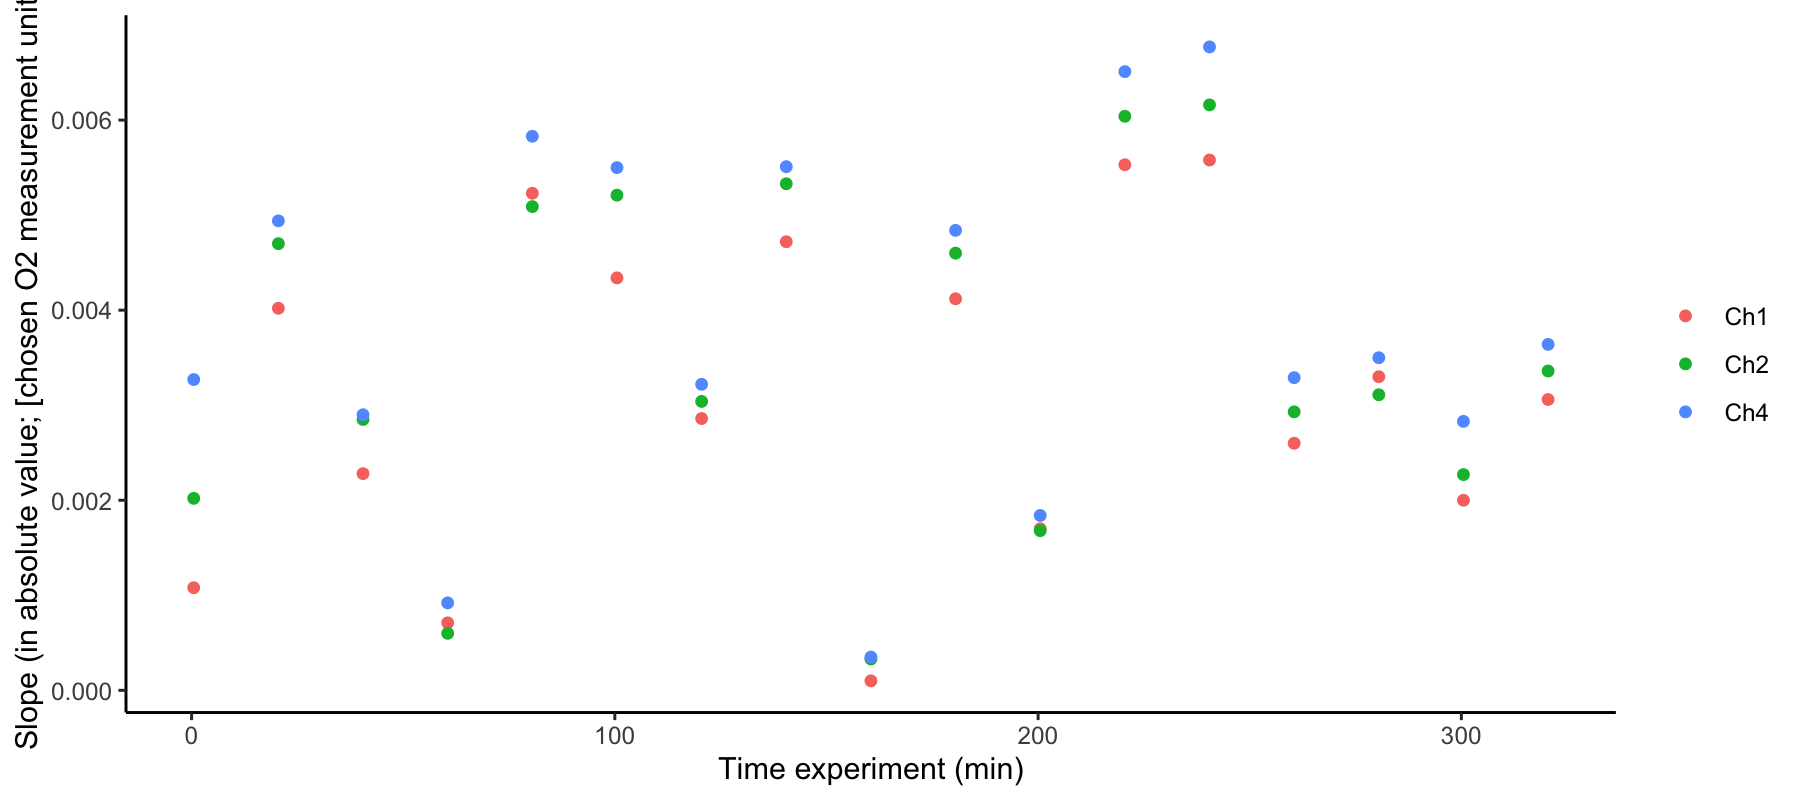 Slope (in absolute value; [chosen O2 measurement unit
0.006
0.004
0.002
0.000
0
100
200
300
Time experiment (min)
Ch1
Ch2
Ch4